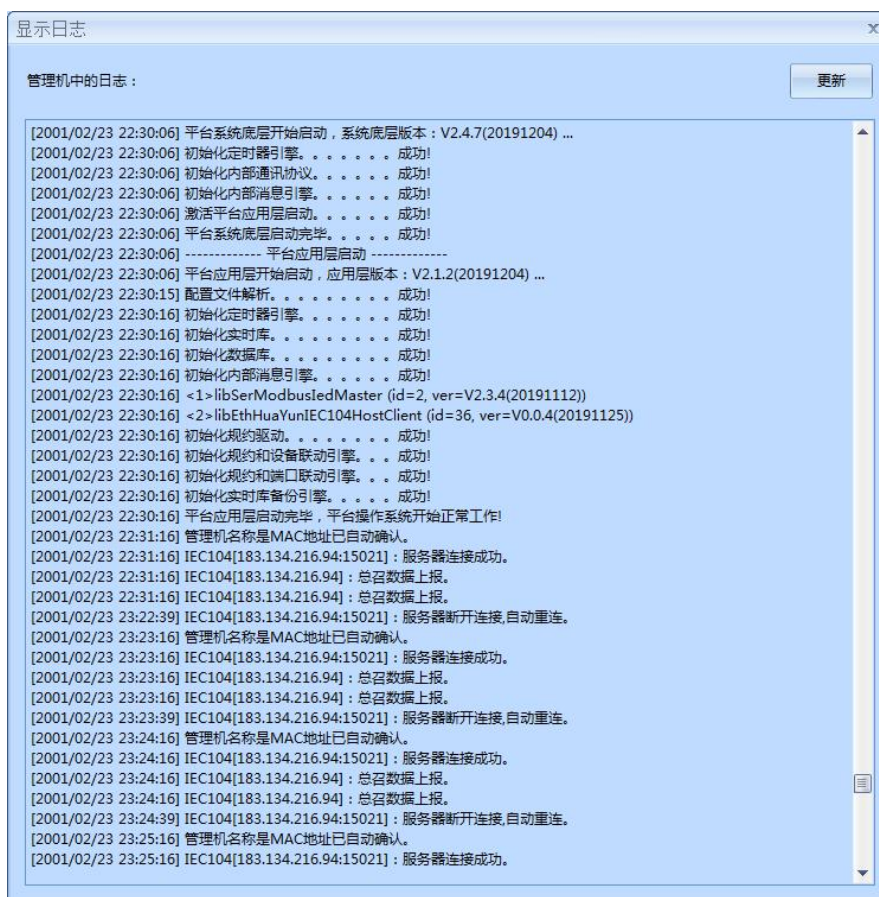 显示日志
x
管理机中的日志：
更新
[2001/02/23 22:30:06] 平台系统底层开始启动，系统底层版本：V2.4.7(20191204) ...
[2001/02/23 22:30:06] 初始化定时器引擎。。。。。。。成功!
[2001/02/23 22:30:06] 初始化内部通讯协议。。。。。。成功!
[2001/02/23 22:30:06] 初始化内部消息引擎。。。。。。成功!
[2001/02/23 22:30:06] 激活平台应用层启动。。。。。。成功!
[2001/02/23 22:30:06] 平台系统底层启动完毕。。。。。成功!
[2001/02/23 22:30:06] ------------- 平台应用层启动 -------------
[2001/02/23 22:30:06] 平台应用层开始启动，应用层版本：V2.1.2(20191204) ...
[2001/02/23 22:30:15] 配置文件解析。。。。。。。。。成功!
[2001/02/23 22:30:16] 初始化定时器引擎。。。。。。。成功!
[2001/02/23 22:30:16] 初始化实时库。。。。。。。。。成功!
[2001/02/23 22:30:16] 初始化数据库。。。。。。。。。成功!
[2001/02/23 22:30:16] 初始化内部消息引擎。。。。。。成功!
[2001/02/23 22:30:16] <1>libSerModbusIedMaster (id=2, ver=V2.3.4(20191112))
[2001/02/23 22:30:16] <2>libEthHuaYunIEC104HostClient (id=36, ver=V0.0.4(20191125))
[2001/02/23 22:30:16] 初始化规约驱动。。。。。。。。成功!
[2001/02/23 22:30:16] 初始化规约和设备联动引擎。。。成功!
[2001/02/23 22:30:16] 初始化规约和端口联动引擎。。。成功!
[2001/02/23 22:30:16] 初始化实时库备份引擎。。。。。成功!
[2001/02/23 22:30:16] 平台应用层启动完毕，平台操作系统开始正常工作!
[2001/02/23 22:31:16] 管理机名称是MAC地址已自动确认。
[2001/02/23 22:31:16] IEC104[183.134.216.94:15021]：服务器连接成功。
[2001/02/23 22:31:16] IEC104[183.134.216.94]：总召数据上报。
[2001/02/23 22:31:16] IEC104[183.134.216.94]：总召数据上报。
[2001/02/23 23:22:39] IEC104[183.134.216.94:15021]：服务器断开连接,自动重连。
[2001/02/23 23:23:16] 管理机名称是MAC地址已自动确认。
[2001/02/23 23:23:16] IEC104[183.134.216.94:15021]：服务器连接成功。
[2001/02/23 23:23:16] IEC104[183.134.216.94]：总召数据上报。
[2001/02/23 23:23:16] IEC104[183.134.216.94]：总召数据上报。
[2001/02/23 23:23:39] IEC104[183.134.216.94:15021]：服务器断开连接,自动重连。
[2001/02/23 23:24:16] 管理机名称是MAC地址已自动确认。
[2001/02/23 23:24:16] IEC104[183.134.216.94:15021]：服务器连接成功。
[2001/02/23 23:24:16] IEC104[183.134.216.94]：总召数据上报。
[2001/02/23 23:24:16] IEC104[183.134.216.94]：总召数据上报。
[2001/02/23 23:24:39] IEC104[183.134.216.94:15021]：服务器断开连接,自动重连。
[2001/02/23 23:25:16] 管理机名称是MAC地址已自动确认。
[2001/02/23 23:25:16] IEC104[183.134.216.94:15021]：服务器连接成功。